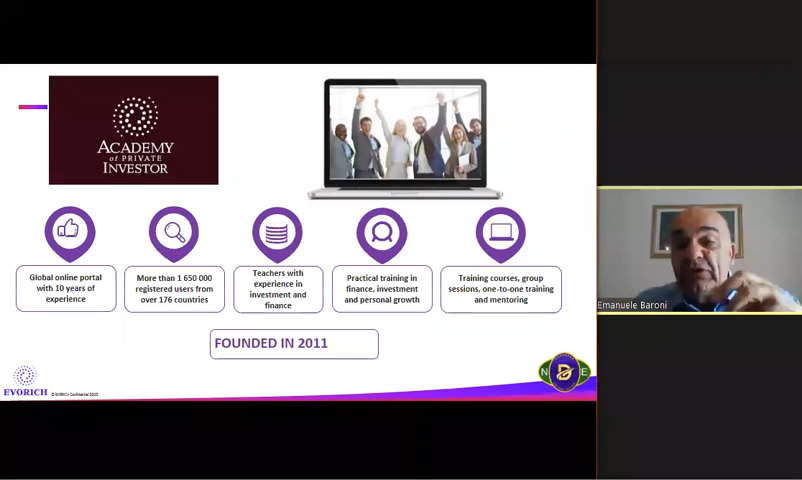 ACADEMY
OF PRIVATE
INVESTOR
Global online portal
with 10 years of
experience
More than 1 650 000
registered users from
over 176 countries
Teachers with
experience in
investment and
finance
Practical training in
finance, investment
and personal growth
Training courses, group
sessions, one-to-one training
and mentoring
FOUNDED IN 2011
EVORICH
N E
Emanuele Baroni